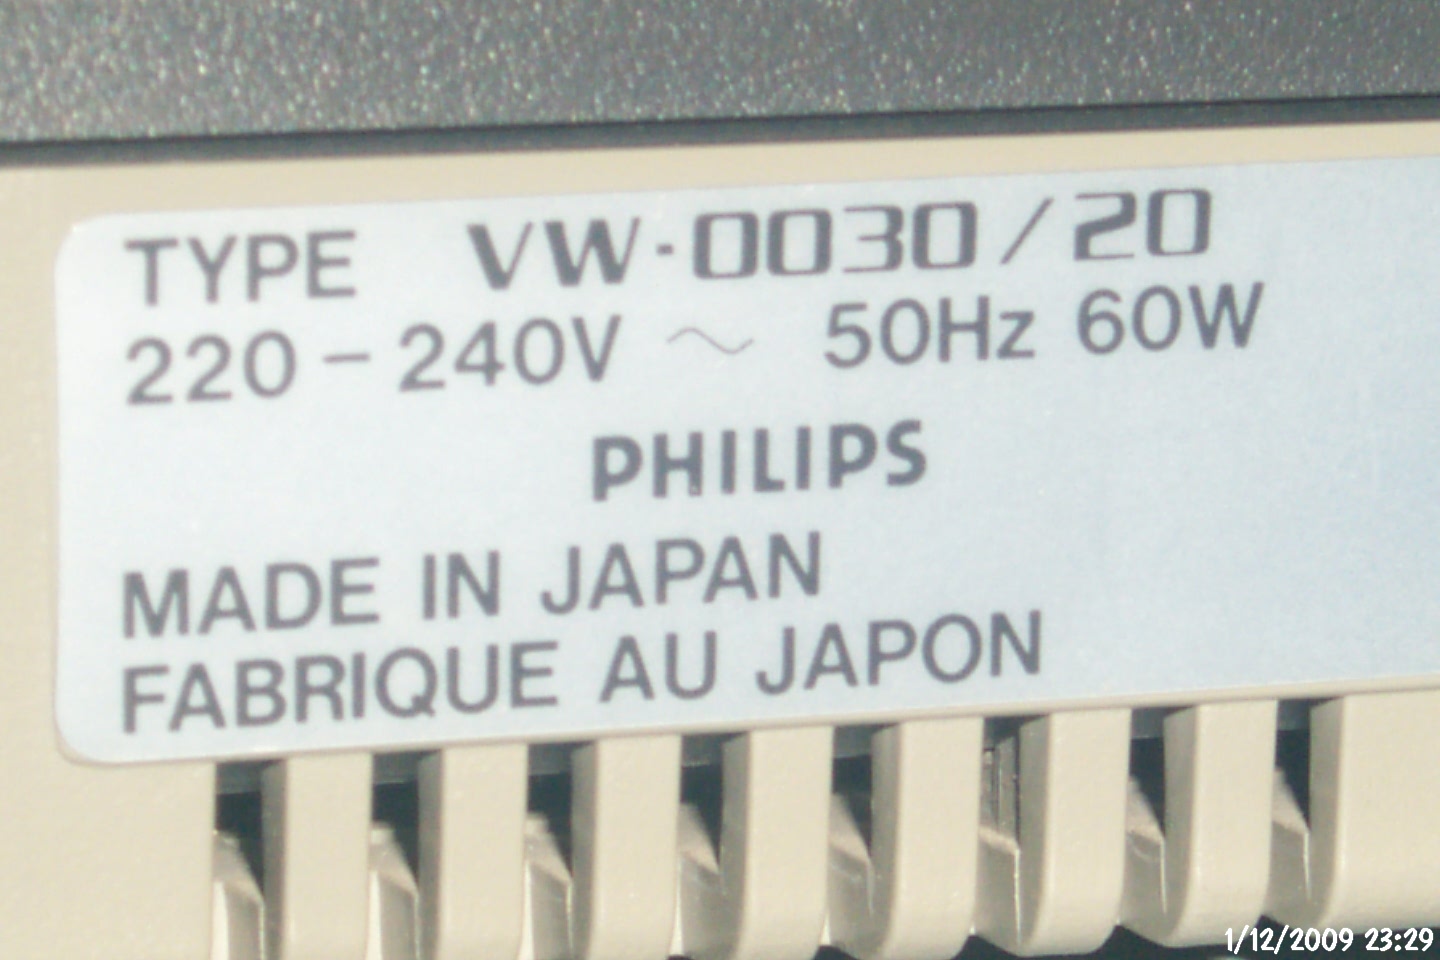 TYPE VW-0030/20
220-240V ~ 50Hz 60W
PHILIPS
MADE IN JAPAN
FABRIQUE AU JAPON
1/12/2009 23:29